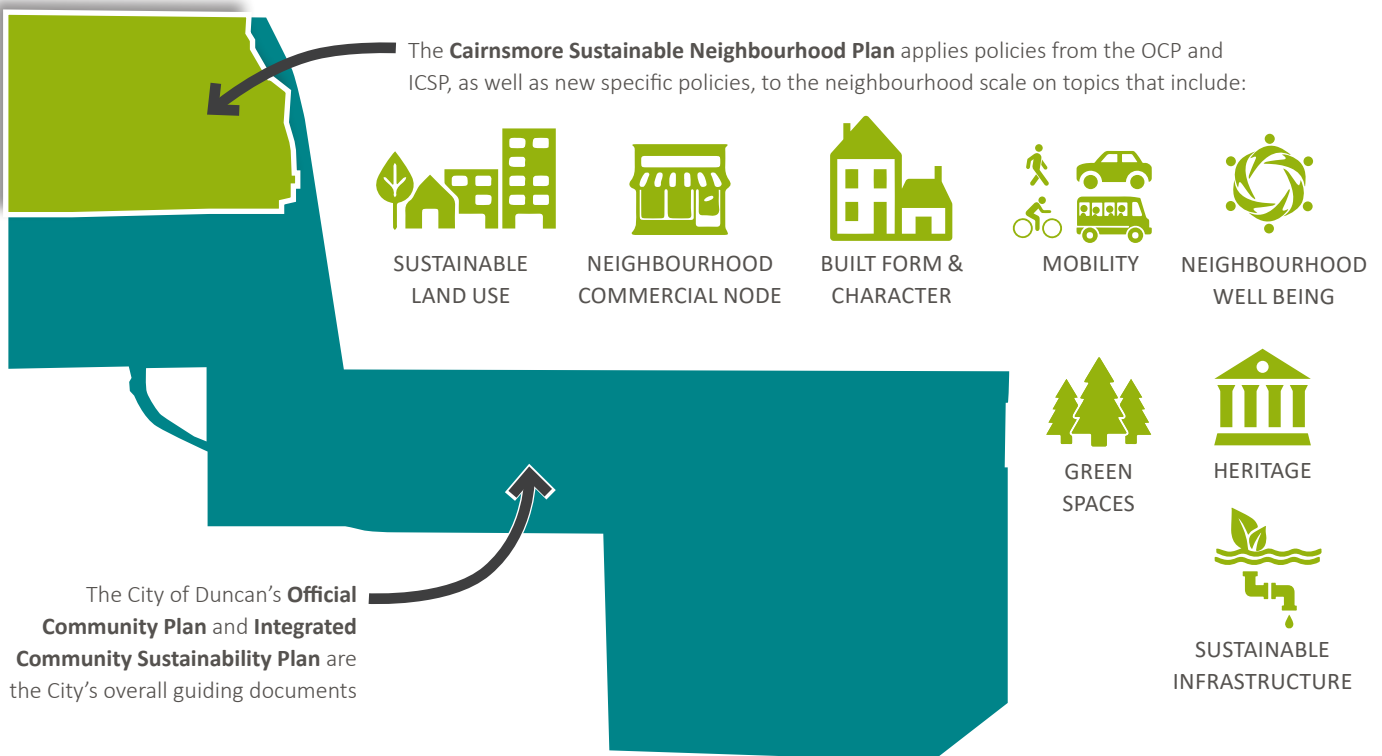 The Cairnsmore Sustainable Neighbourhood Plan applies policies from the OCP and
ICSP, as well as new specific policies, to the neighbourhood scale on topics that include:
SUSTAINABLE
LAND USE
NEIGHBOURHOOD
COMMERCIAL NODE
BUILT FORM &
CHARACTER
MOBILITY
NEIGHBOURHOOD
WELL BEING
GREEN
SPACES
HERITAGE
SUSTAINABLE
INFRASTRUCTURE
The City of Duncan’s Official
Community Plan and Integrated
Community Sustainability Plan are
the City’s overall guiding documents